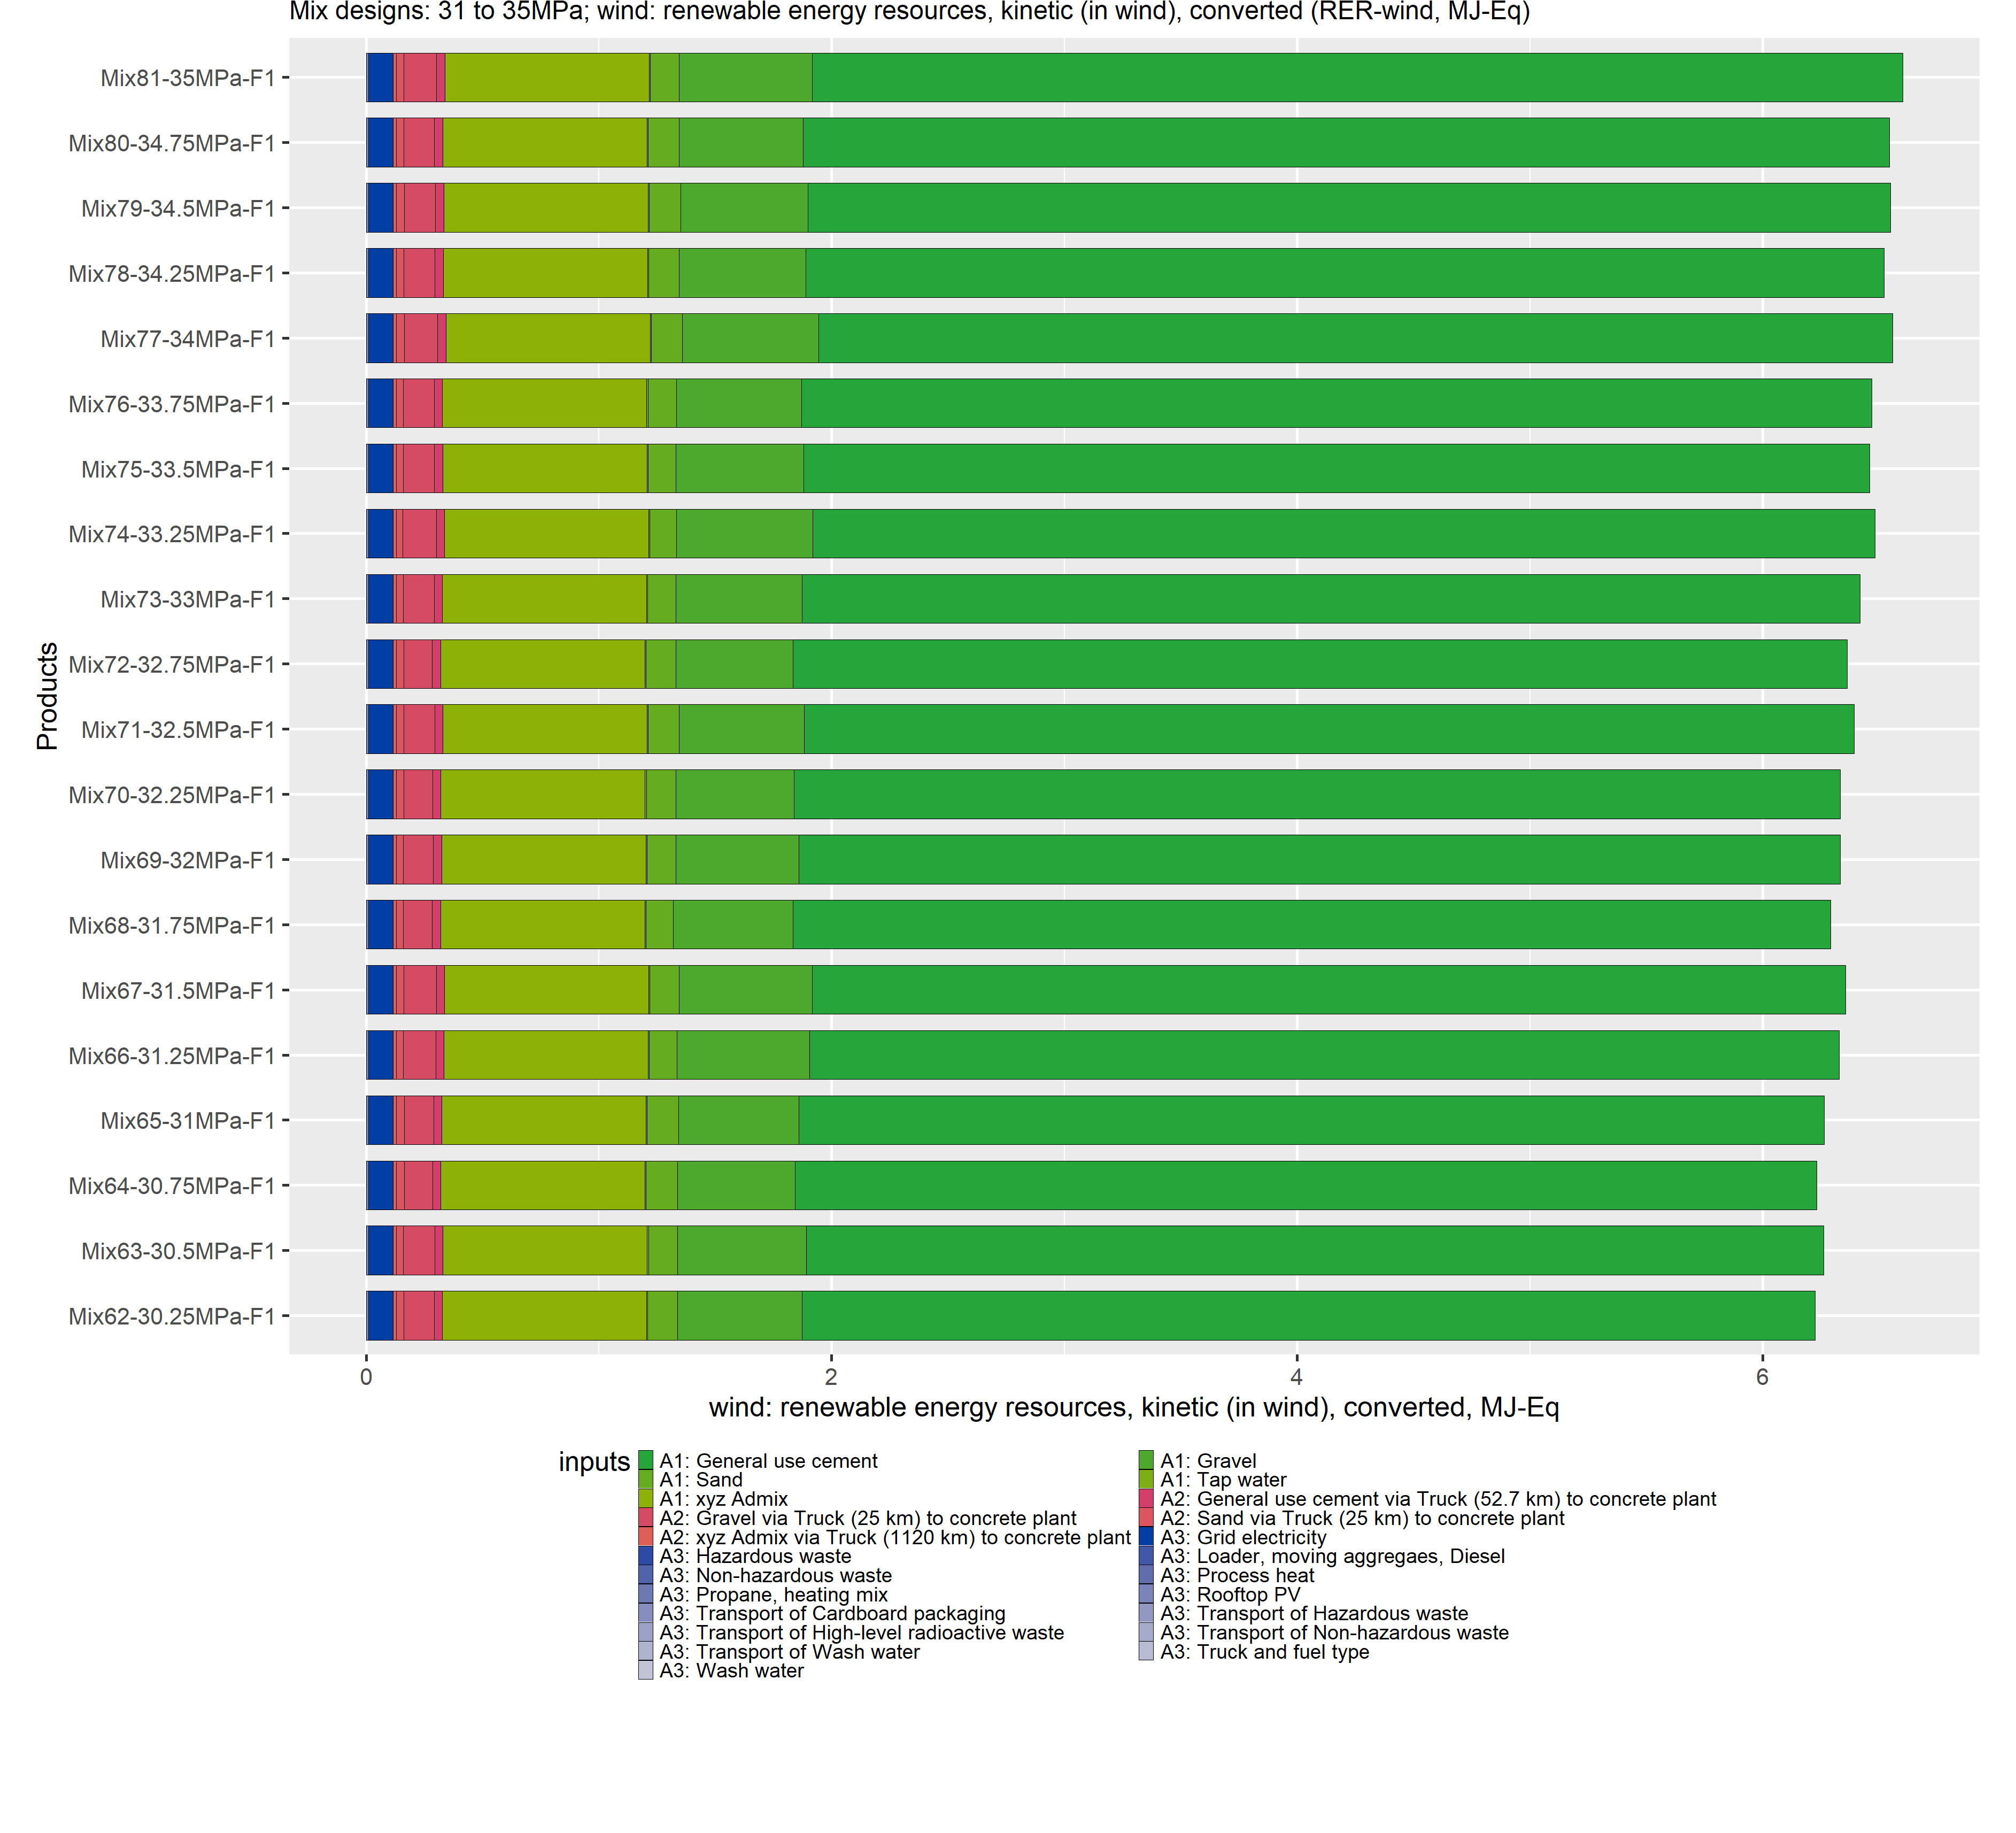 Mix designs: 31 to 35MPa; wind: renewable energy resources, kinetic (in wind), converted (RER-wind, MJ-Eq)
Products
Mix81-35MPa-F1
Mix80-34.75MPa-F1
Mix79-34.5MPa-F1
Mix78-34.25MPa-F1
Mix77-34MPa-F1
Mix76-33.75MPa-F1
Mix75-33.5MPa-F1
Mix74-33.25MPa-F1
Mix73-33MPa-F1
Mix72-32.75MPa-F1
Mix71-32.5MPa-F1
Mix70-32.25MPa-F1
Mix69-32MPa-F1
Mix68-31.75MPa-F1
Mix67-31.5MPa-F1
Mix66-31.25MPa-F1
Mix65-31MPa-F1
Mix64-30.75MPa-F1
Mix63-30.5MPa-F1
Mix62-30.25MPa-F1
0 2 4 6
wind: renewable energy resources, kinetic (in wind), converted, MJ-Eq
inputs
A1: General use cement A1: Gravel
A1: Sand A1: Tap water
A1: xyz Admix A2: General use cement via Truck (52.7 km) to concrete plant
A2: Gravel via Truck (25 km) to concrete plant A2: Sand via Truck (25 km) to concrete plant
A2: xyz Admix via Truck (1120 km) to concrete plant A3: Grid electricity
A3: Hazardous waste A3: Loader, moving aggregaes, Diesel
A3: Non-hazardous waste A3: Process heat
A3: Propane, heating mix A3: Rooftop PV
A3: Transport of Cardboard packaging A3: Transport of Hazardous waste
A3: Transport of High-level radioactive waste A3: Transport of Non-hazardous waste
A3: Transport of Wash water A3: Truck and fuel type
A3: Wash water